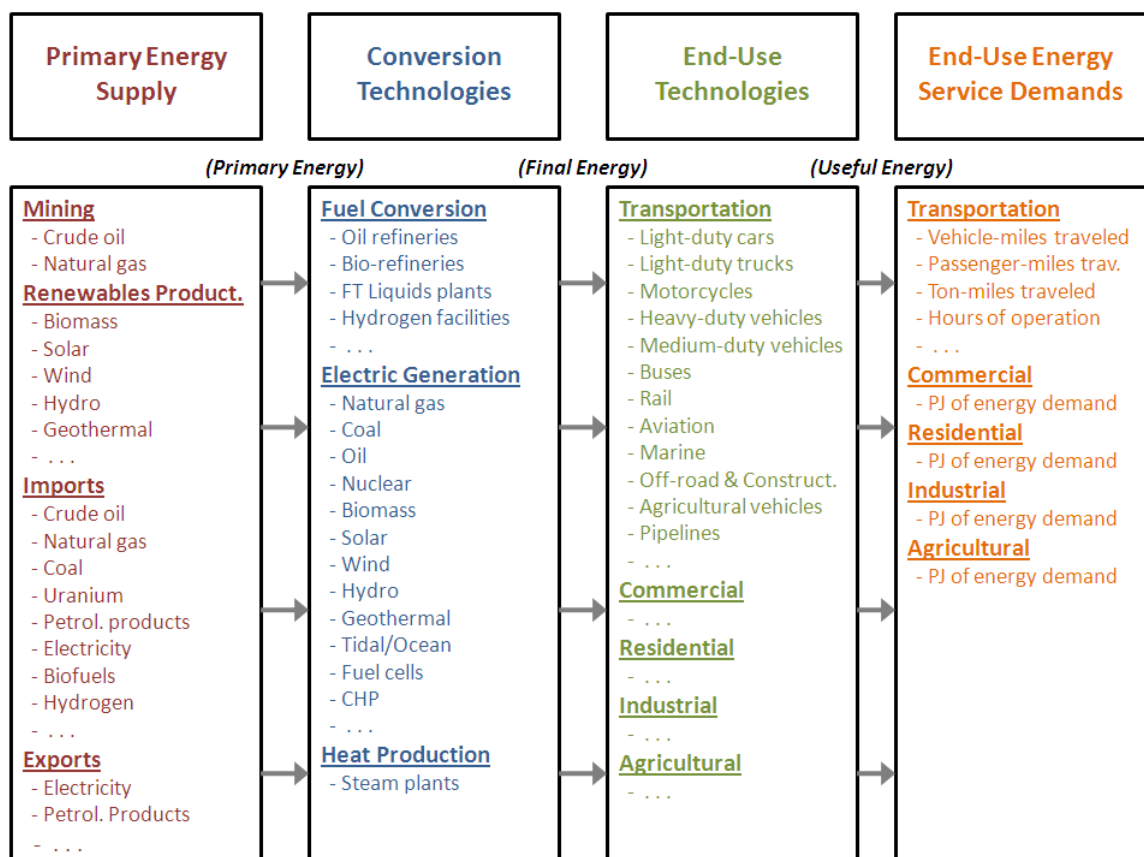 Primary Energy
Supply
Conversion
Technologies
End-Use
Technologies
End-Use Energy
Service Demands
(Primary Energy)
(Final Energy)
(Useful Energy)
Mining
- Crude oil
- Natural gas
Renewables Product.
- Biomass
- Solar
- Wind
- Hydro
- Geothermal
- . . .
Imports
- Crude oil
- Natural gas
- Coal
- Uranium
- Petrol. products
- Electricity
- Biofuels
- Hydrogen
- . . .
Exports
- Electricity
- Petrol. Products
- . . .
Fuel Conversion
- Oil refineries
- Bio-refineries
- FT Liquids plants
- Hydrogen facilities
- . . .
Electric Generation
- Natural gas
- Coal
- Oil
- Nuclear
- Biomass
- Solar
- Wind
- Hydro
- Geothermal
- Tidal/Ocean
- Fuel cells
- CHP
- . . .
Heat Production
- Steam plants
Transportation
- Light-duty cars
- Light-duty trucks
- Motorcycles
- Heavy-duty vehicles
- Medium-duty vehicles
- Buses
- Rail
- Aviation
- Marine
- Off-road & Construct.
- Agricultural vehicles
- Pipelines
- . . .
Commercial
- . . .
Residential
- . . .
Industrial
- . . .
Agricultural
- . . .
Transportation
- Vehicle-miles traveled
- Passenger-miles trav.
- Ton-miles traveled
- Hours of operation
- . . .
Commercial
- PJ of energy demand
Residential
- PJ of energy demand
Industrial
- PJ of energy demand
Agricultural
- PJ of energy demand